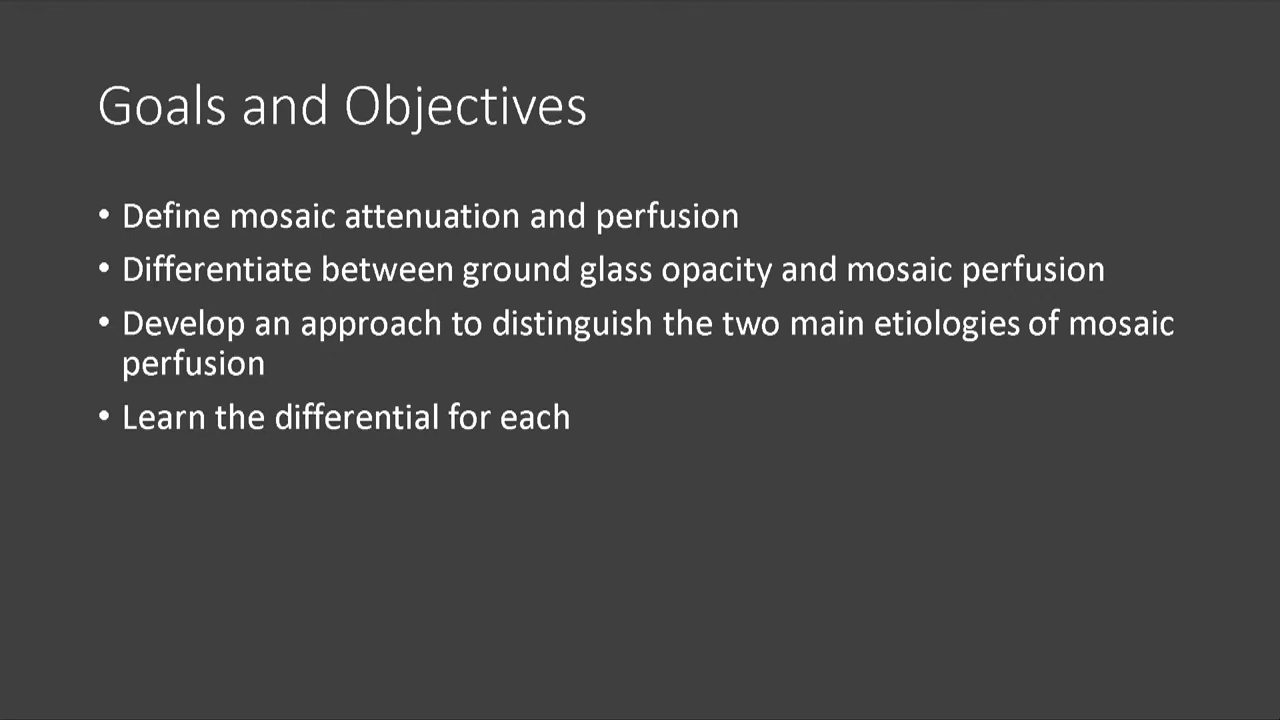 Goals and Objectives
• Define mosaic attenuation and perfusion
• Differentiate between ground glass opacity and mosaic perfusion
• Develop an approach to distinguish the two main etiologies of mosaic
perfusion
• Learn the differential for each